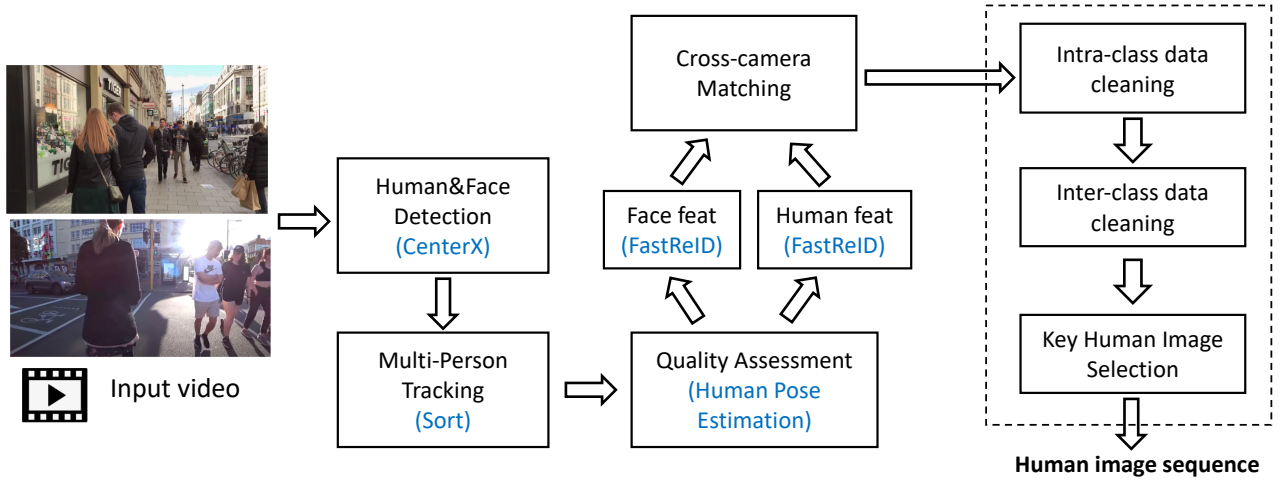 TIGER
TIGE
Input video
Human&Face
Detection
(CenterX)
Multi-Person
Tracking
(Sort)
Quality Assessment
(Human Pose
Estimation)
Face feat
(FastReID)
Human feat
(FastReID)
Cross-camera
Matching
Intra-class data
cleaning
Inter-class data
cleaning
Key Human Image
Selection
Human image sequence